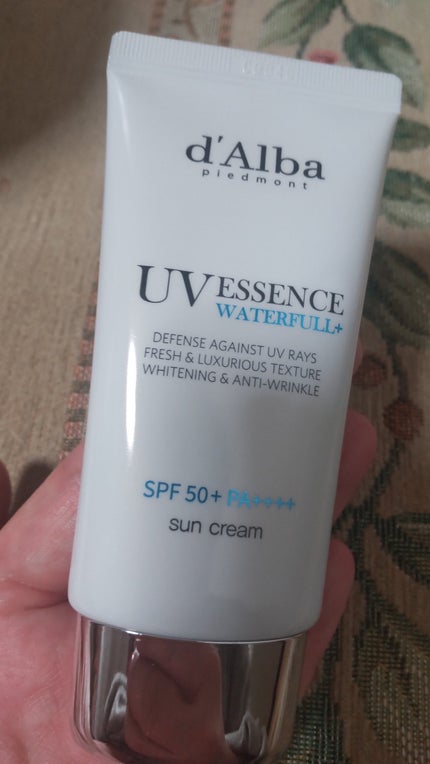 d'Alba
piedmont
UV ESSENCE
WATERFULL+
DEFENSE AGAINST UV RAYS
FRESH & LUXURIOUS TEXTURE
WHITENING & ANTI-WRINKLE
SPF 50+ PA++++
sun cream